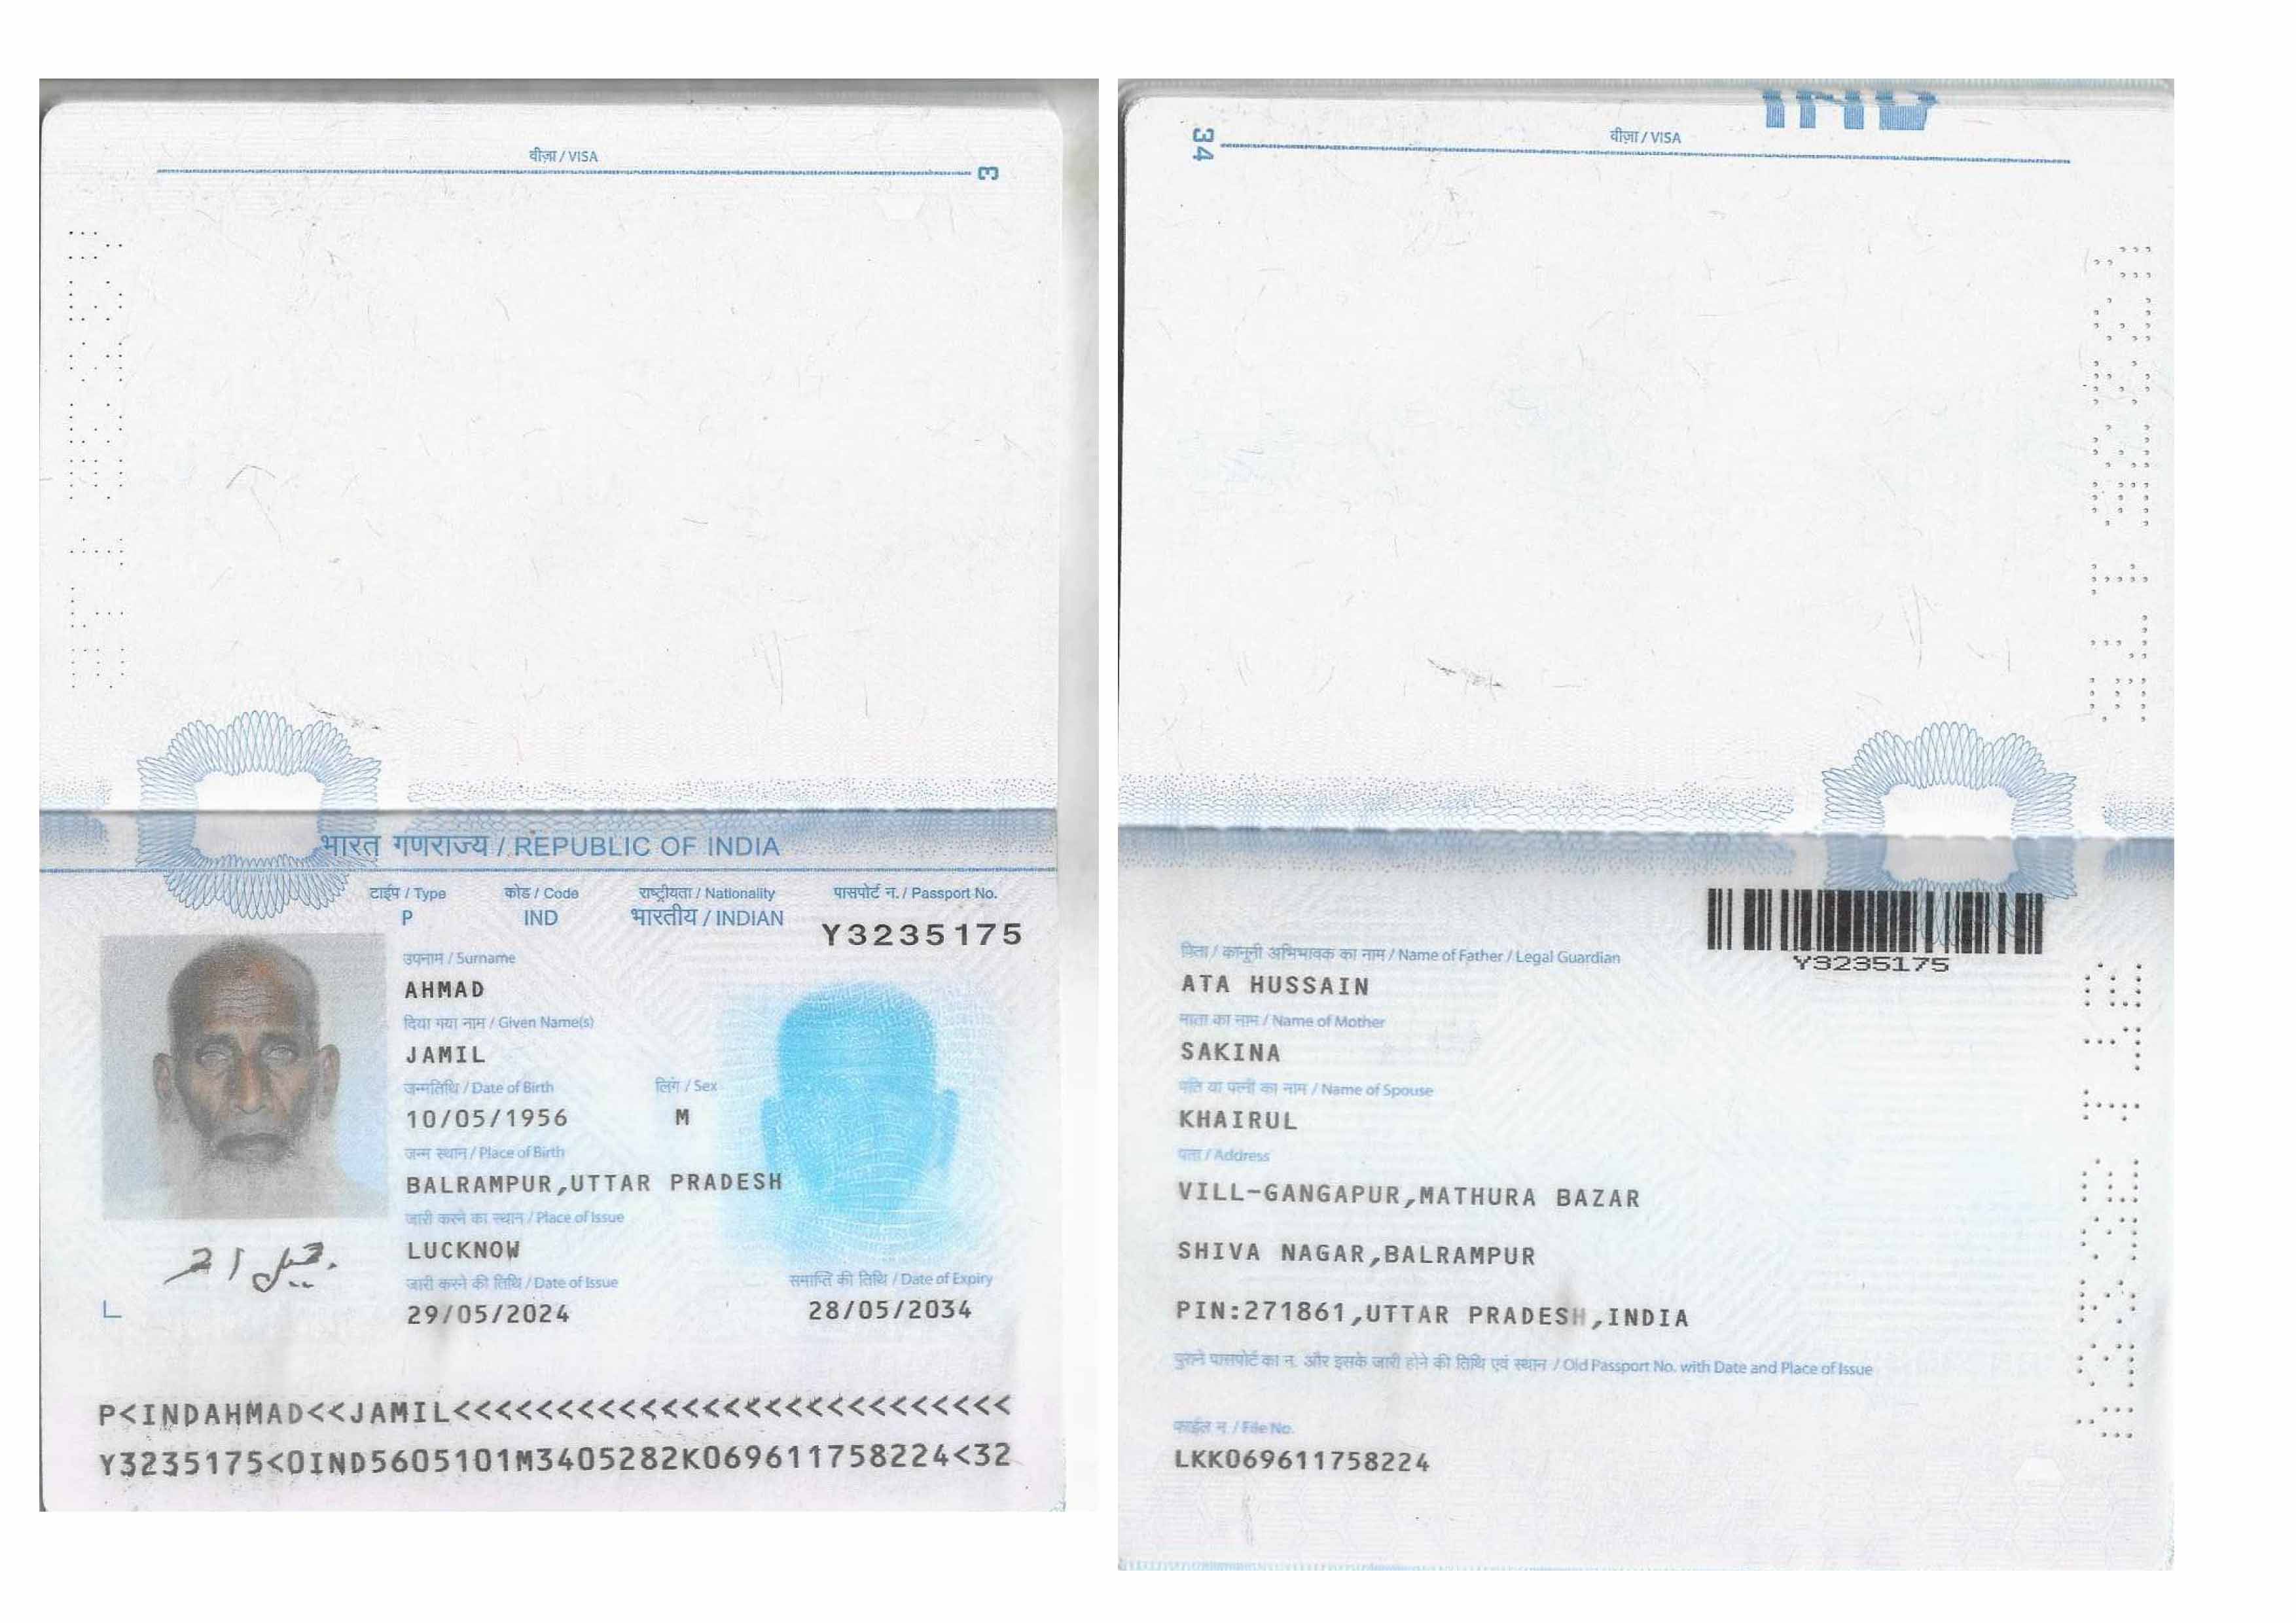 वीज़ा / VISA
3
भारत गणराज्य / REPUBLIC OF INDIA
टाईप / Type कोड / Code राष्ट्रीयता / Nationality पासपोर्ट न. / Passport No.
P IND भारतीय / INDIAN Y3235175
उपनाम / Surname
AHMAD
दिया गया नाम / Given Name(s)
JAMIL
जन्मतिथि / Date of Birth लिंग / Sex
10/05/1956 M
जन्म स्थान / Place of Birth
BALRAMPUR,UTTAR PRADESH
जारी करने का स्थान / Place of Issue
LUCKNOW
जारी करने की तिथि / Date of Issue समाप्ति की तिथि / Date of Expiry
29/05/2024 28/05/2034
جميل احمد
P<INDAHMAD<<JAMIL<<<<<<<<<<<<<<<<<<<<<<<<<<<
Y3235175<0IND5605101M3405282K069611758224<32
34
वीज़ा / VISA
IND
Y3235175
पिता / कानूनी अभिभावक का नाम / Name of Father / Legal Guardian
ATA HUSSAIN
माता का नाम / Name of Mother
SAKINA
पति या पत्नी का नाम / Name of Spouse
KHAIRUL
पता / Address
VILL-GANGAPUR,MATHURA BAZAR
SHIVA NAGAR,BALRAMPUR
PIN:271861,UTTAR PRADESH,INDIA
पुराने पासपोर्ट का न. और इसके जारी होने की तिथि एवं स्थान / Old Passport No. with Date and Place of Issue
फाईल न. / File No.
LKK069611758224